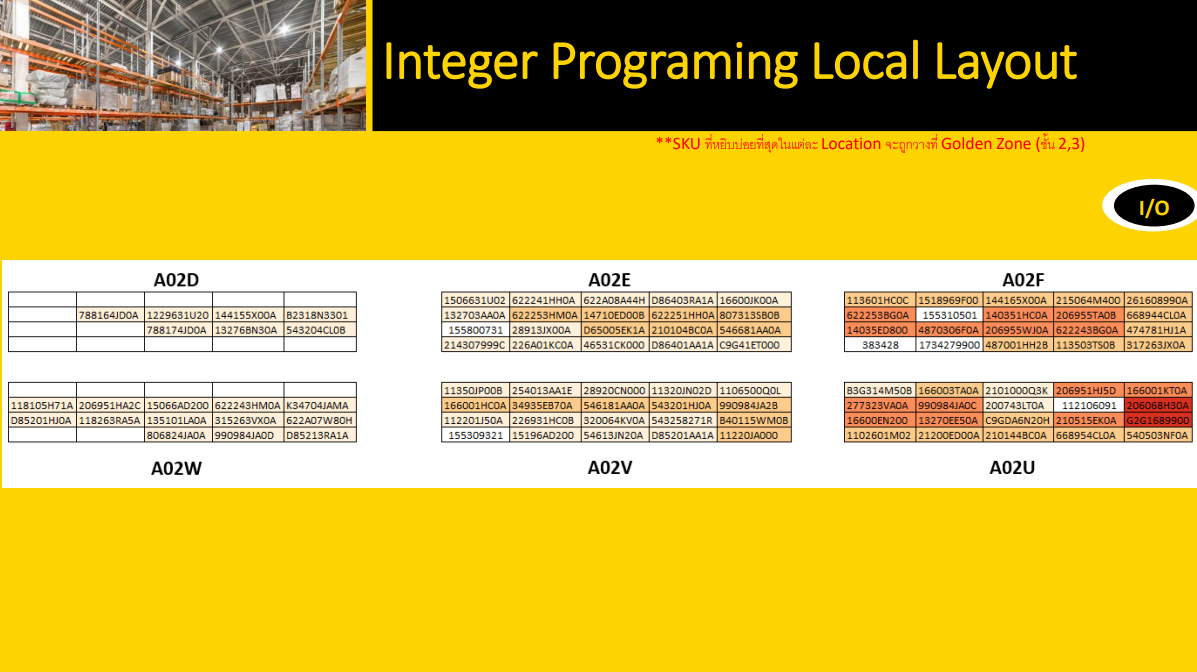 Integer Programing Local Layout
**SKU ที่หยิบบ่อยที่สุดในแต่ละ Location จะถูกวางที่ Golden Zone (ชั้น 2,3)
I/O
A02D
788164JD0A 1229631U20 144155X00A B2318N3301
788174JD0A 13276BN30A 543204CL0B
A02E
1506631U02 622241HH0A 622A08A44H D86403RA1A 16600JK00A
132703AA0A 622253HM0A 14710ED00B 622251HH0A 807313SB0B
155800731 28913JX00A D65005EK1A 210104BC0A 546681AA0A
214307999C 226A01KC0A 46531CK000 D86401AA1A C9G41ET000
A02F
113601HC0C 1518969F00 144165X00A 215064M400 261608990A
622253BG0A 155310501 140351HC0A 206955TA0B 668944CL0A
14035ED800 4870306F0A 206955WJ0A 622243BG0A 474781HJ1A
383428 1734279900 487001HH2B 113503TS0B 317263JX0A
118105H71A 206951HA2C 15066AD200 622243HM0A K34704JAMA
D85201HJ0A 118263RA5A 135101LA0A 315263VX0A 622A07W80H
806824JA0A 990984JA0D D85213RA1A
A02W
11350JP00B 254013AA1E 28920CN000 11320JN02D 1106500Q0L
166001HC0A 34935EB70A 546181AA0A 543201HJ0A 990984JA2B
112201J50A 226931HC0B 320064KV0A 543258271R B40115WM0B
155309321 15196AD200 54613JN20A D85201AA1A 11220JA000
A02V
B3G314M50B 166003TA0A 2101000Q3K 206951HJ5D 166001KT0A
277323VA0A 990984JA0C 200743LT0A 112106091 206068H30A
16600EN200 13270EE50A C9GDA6N20H 210515EK0A G2G1689900
1102601M02 21200ED00A 210144BC0A 668954CL0A 540503NF0A
A02U